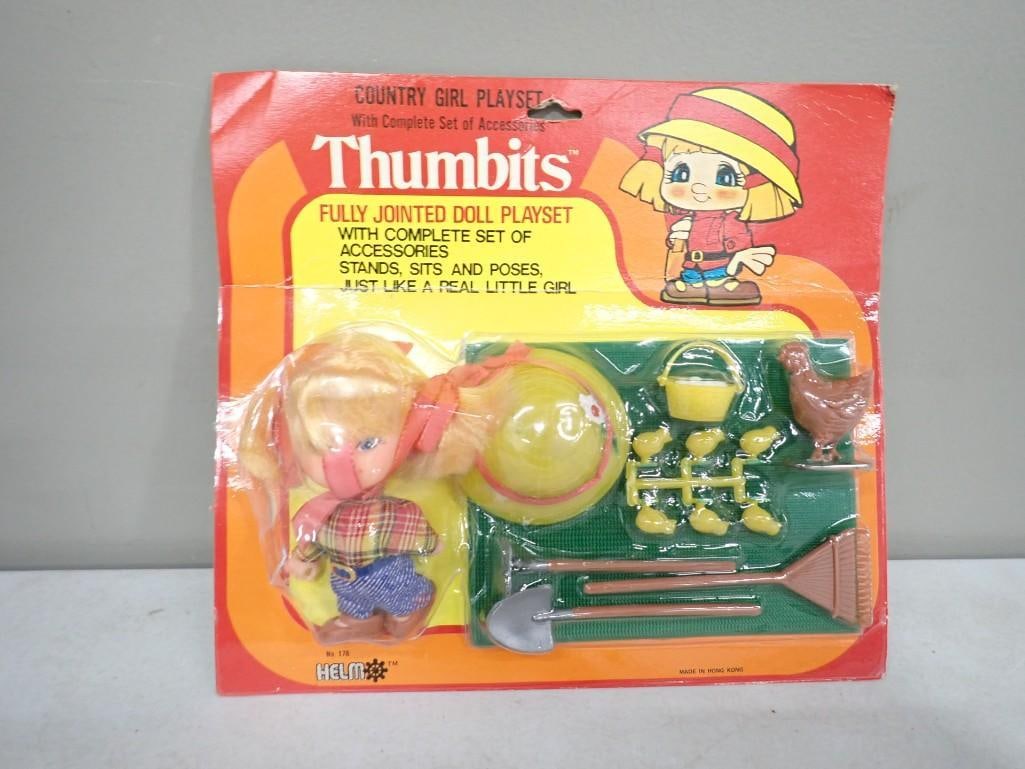 COUNTRY GIRL PLAYSET
With Complete Set of Accessories
Thumbits™
FULLY JOINTED DOLL PLAYSET
WITH COMPLETE SET OF
ACCESSORIES
STANDS, SITS AND POSES,
JUST LIKE A REAL LITTLE GIRL
No 178
HELM™
MADE IN HONG KONG